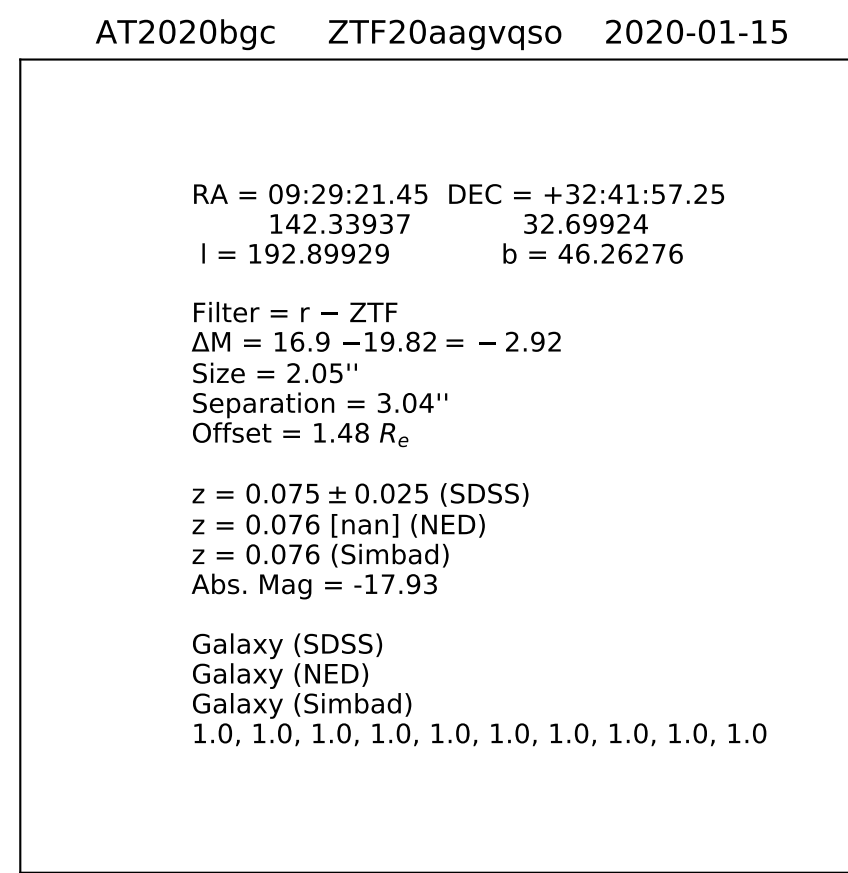 AT2020bgc ZTF20aagvqso 2020-01-15
RA = 09:29:21.45 DEC = +32:41:57.25
142.33937 32.69924
l = 192.89929 b = 46.26276
Filter = r − ZTF
ΔM = 16.9 −19.82 = − 2.92
Size = 2.05''
Separation = 3.04''
Offset = 1.48 Rₑ
z = 0.075 ± 0.025 (SDSS)
z = 0.076 [nan] (NED)
z = 0.076 (Simbad)
Abs. Mag = -17.93
Galaxy (SDSS)
Galaxy (NED)
Galaxy (Simbad)
1.0, 1.0, 1.0, 1.0, 1.0, 1.0, 1.0, 1.0, 1.0, 1.0